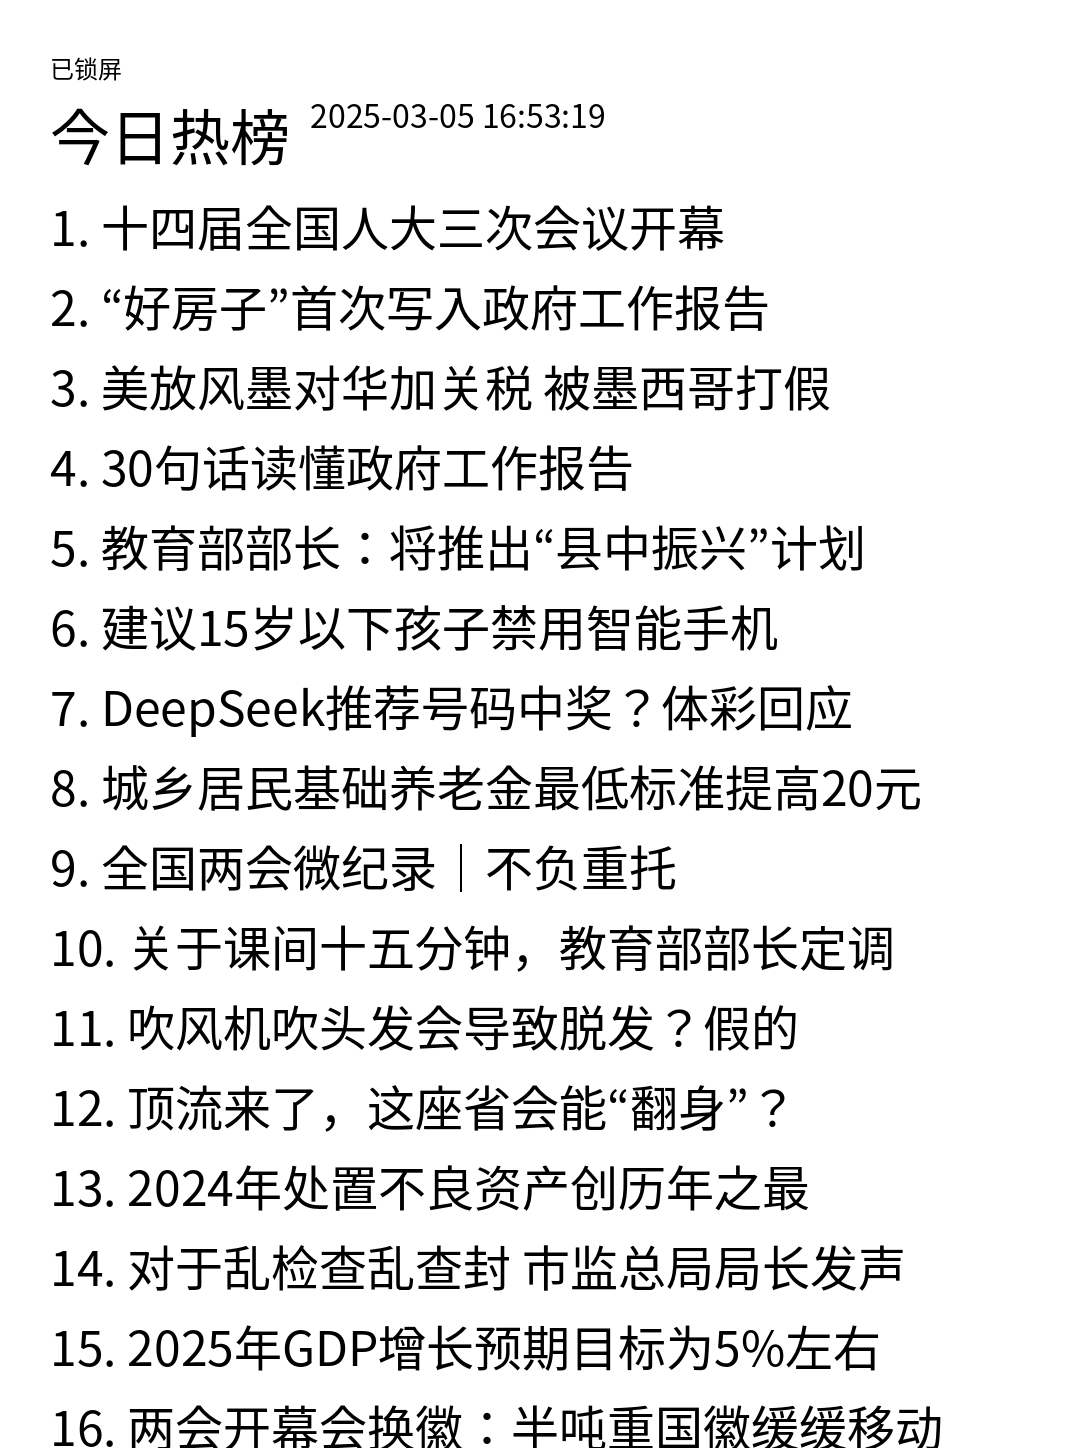 已锁屏
今日热榜 2025-03-05 16:53:19
1. 十四届全国人大三次会议开幕
2. “好房子”首次写入政府工作报告
3. 美放风墨对华加关税 被墨西哥打假
4. 30句话读懂政府工作报告
5. 教育部部长：将推出“县中振兴”计划
6. 建议15岁以下孩子禁用智能手机
7. DeepSeek推荐号码中奖？体彩回应
8. 城乡居民基础养老金最低标准提高20元
9. 全国两会微纪录｜不负重托
10. 关于课间十五分钟，教育部部长定调
11. 吹风机吹头发会导致脱发？假的
12. 顶流来了，这座省会能“翻身”？
13. 2024年处置不良资产创历年之最
14. 对于乱检查乱查封 市监总局局长发声
15. 2025年GDP增长预期目标为5%左右
16. 两会开幕会换徽：半吨重国徽缓缓移动